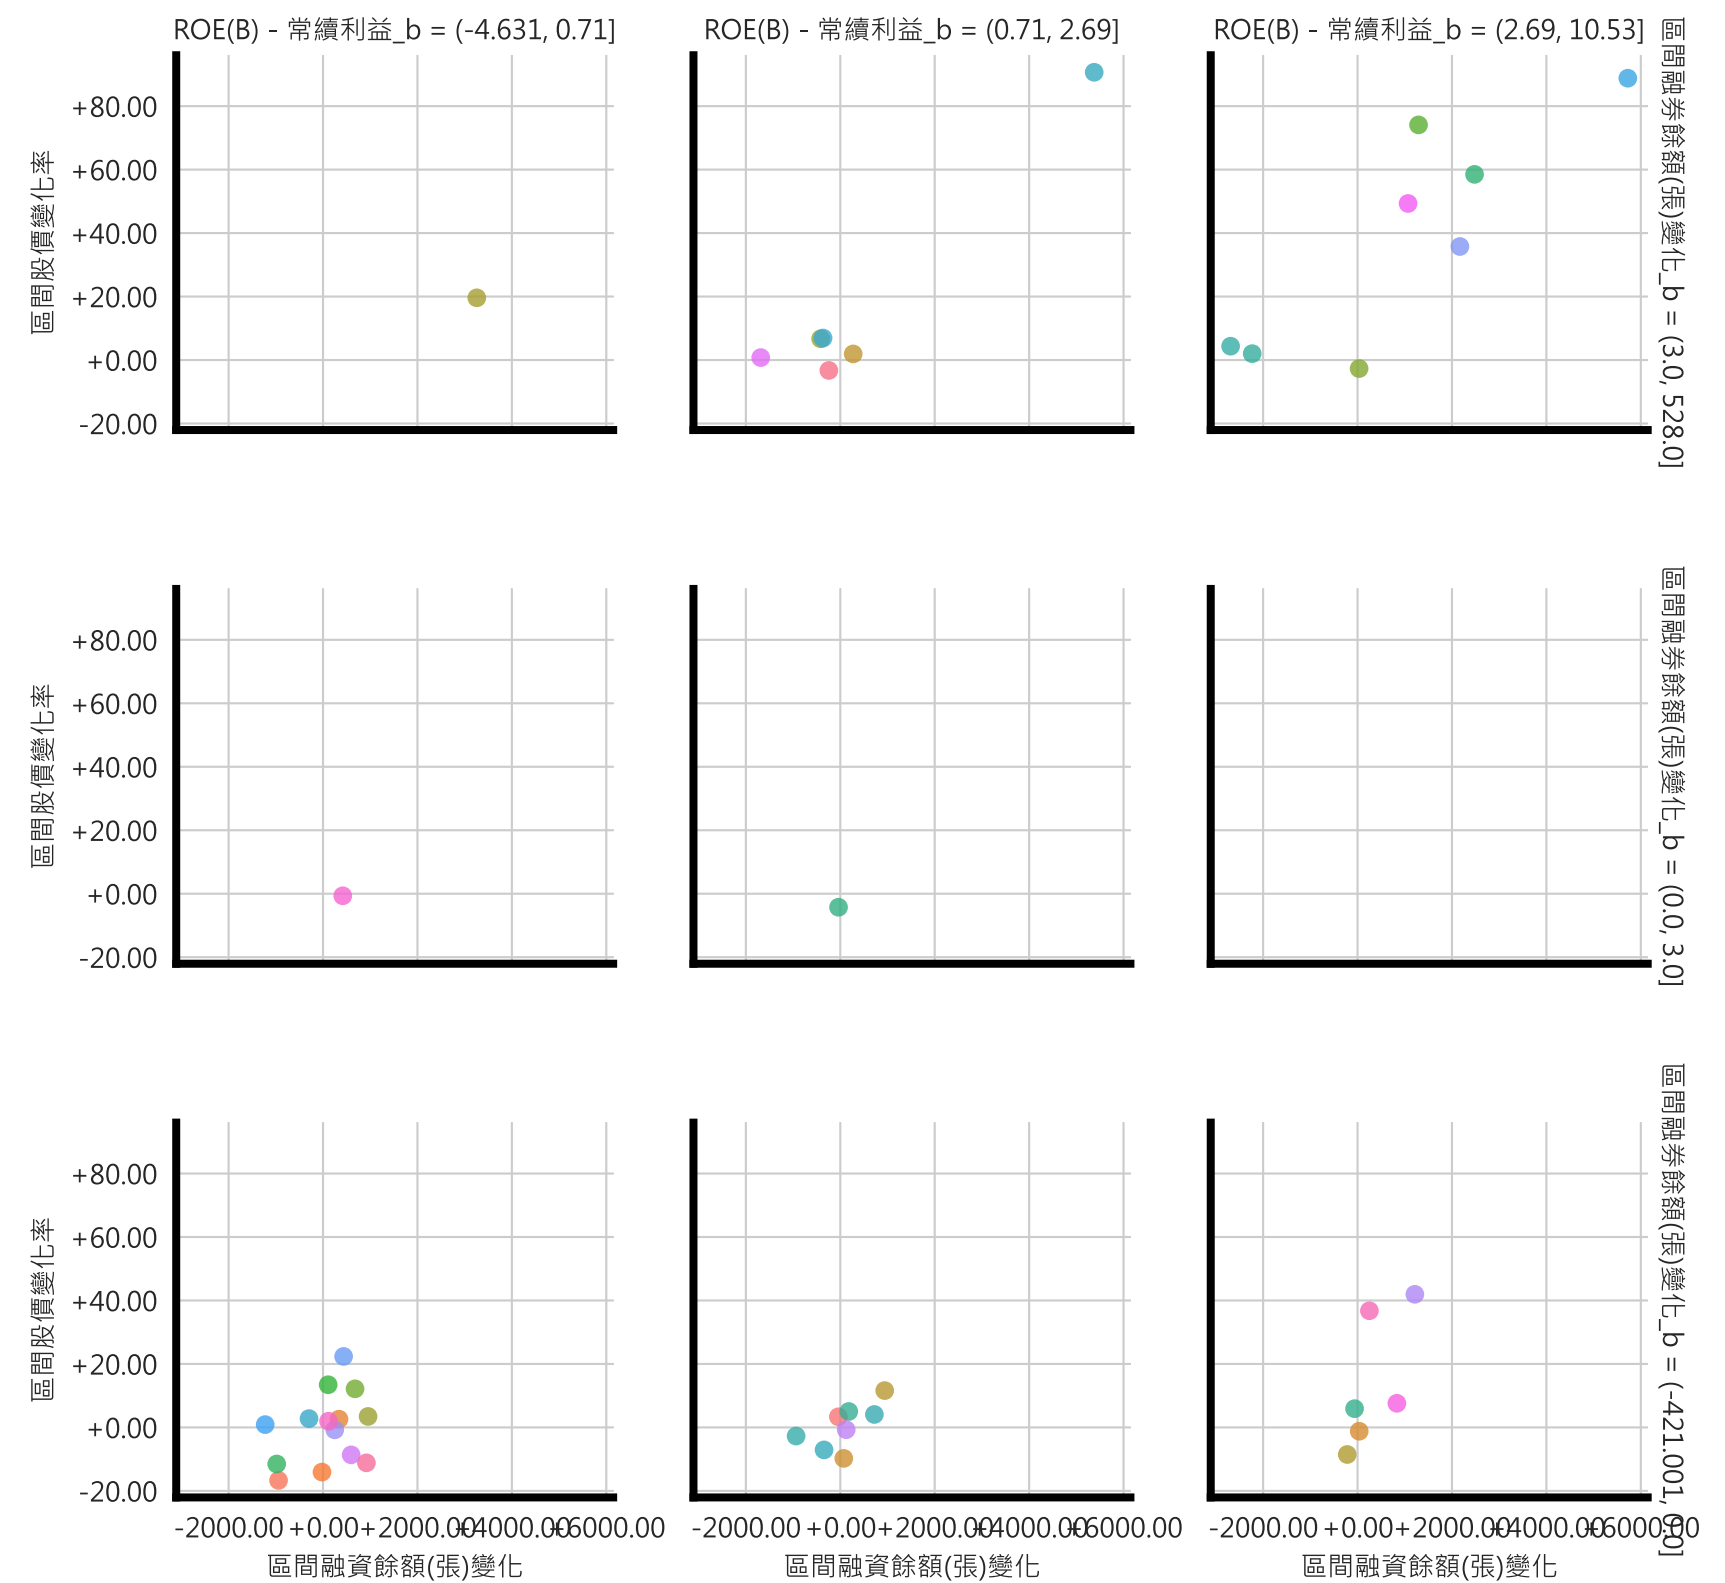 ROE(B) - 常續利益_b = (-4.631, 0.71]
ROE(B) - 常續利益_b = (0.71, 2.69]
ROE(B) - 常續利益_b = (2.69, 10.53]
區間股價變化率
+80.00
+60.00
+40.00
+20.00
+0.00
-20.00
區間融券餘額(張)變化_b = (3.0, 528.0]
區間股價變化率
+80.00
+60.00
+40.00
+20.00
+0.00
-20.00
區間融券餘額(張)變化_b = (0.0, 3.0]
區間股價變化率
+80.00
+60.00
+40.00
+20.00
+0.00
-20.00
區間融券餘額(張)變化_b = (-421.001, 0.0]
-2000.00 +0.00 +2000.00 +4000.00 +6000.00
-2000.00 +0.00 +2000.00 +4000.00 +6000.00
-2000.00 +0.00 +2000.00 +4000.00 +6000.00
區間融資餘額(張)變化
區間融資餘額(張)變化
區間融資餘額(張)變化